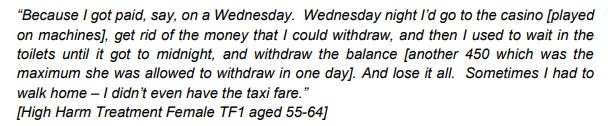 “Because I got paid, say, on a Wednesday.  Wednesday night I’d go to the casino [played
on machines], get rid of the money that I could withdraw, and then I used to wait in the
toilets until it got to midnight, and withdraw the balance [another 450 which was the
maximum she was allowed to withdraw in one day]. And lose it all.  Sometimes I had to
walk home – I didn’t even have the taxi fare.”
[High Harm Treatment Female TF1 aged 55-64]